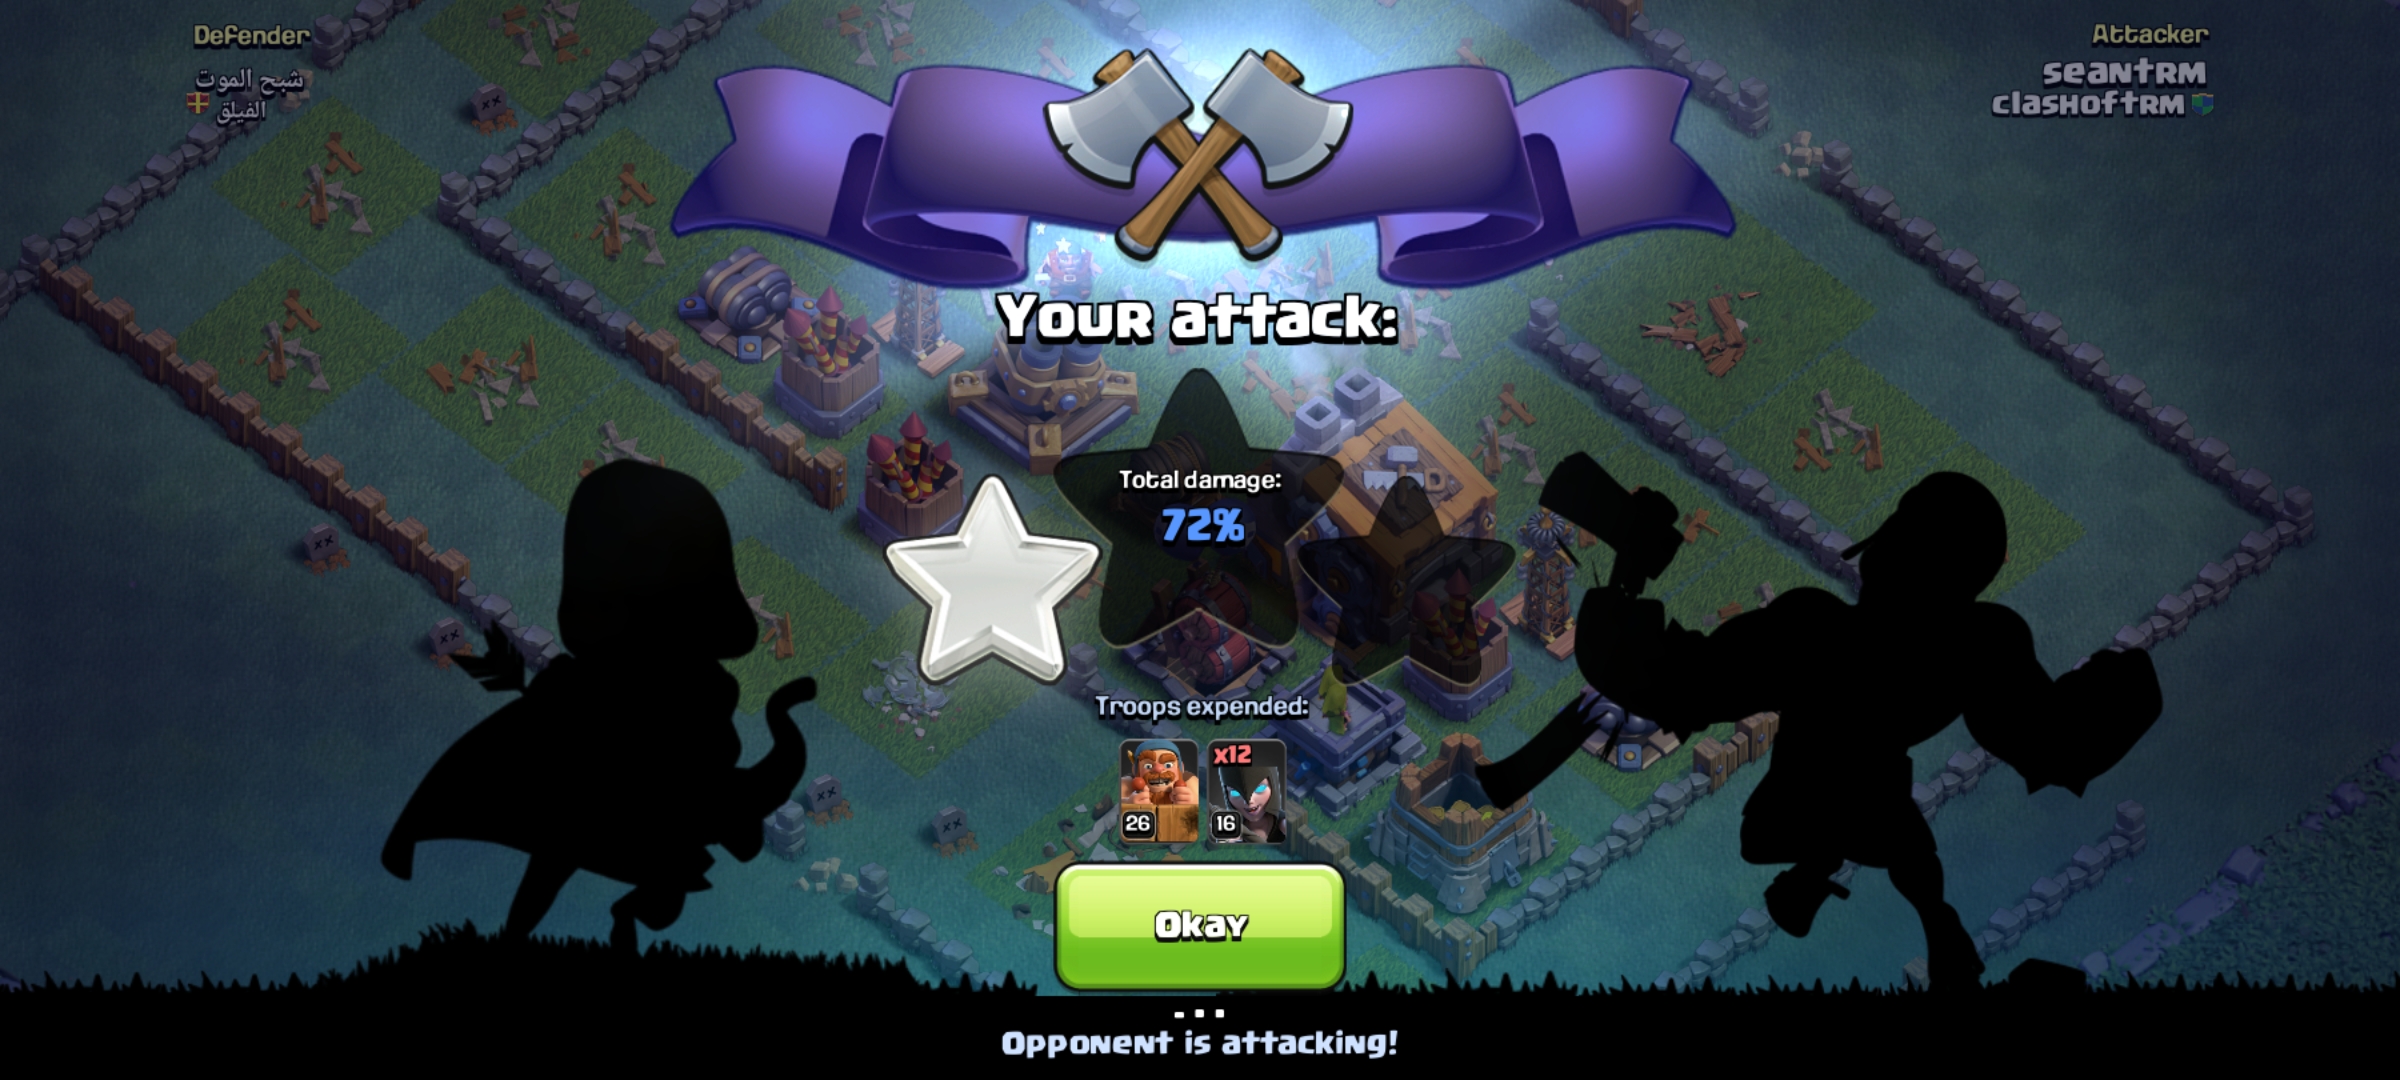 Defender
شبح الموت
الفيلق
Attacker
seantRM
clashoftRM
Your attack:
Total damage:
72%
Troops expended:
x12
26
16
Okay
Opponent is attacking!